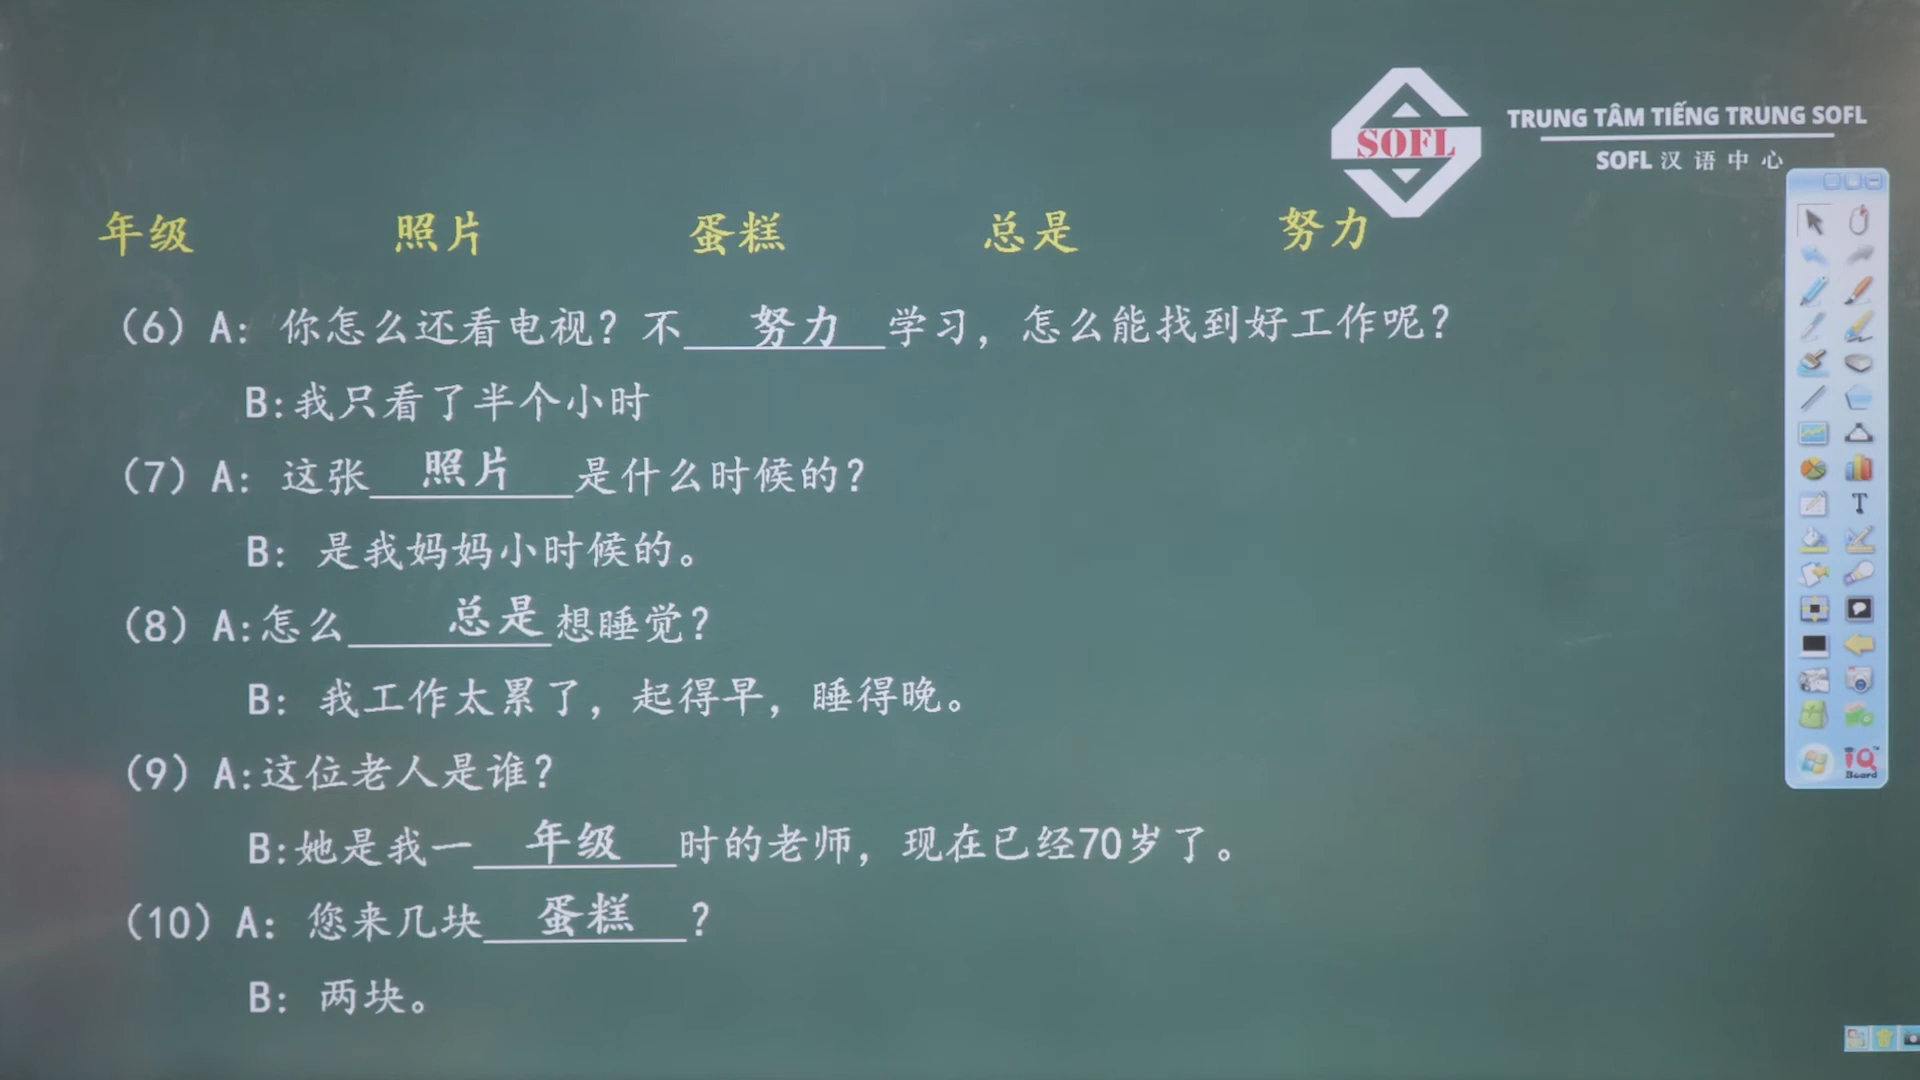 SOFL
TRUNG TÂM TIẾNG TRUNG SOFL
SOFL 汉语中心
年级 照片 蛋糕 总是 努力
(6) A: 你怎么还看电视? 不 努力 学习, 怎么能找到好工作呢?
B:我只看了半个小时
(7) A: 这张 照片 是什么时候的?
B: 是我妈妈小时候的。
(8) A:怎么 总是 想睡觉?
B: 我工作太累了, 起得早, 睡得晚。
(9) A:这位老人是谁?
B:她是我一 年级 时的老师, 现在已经70岁了。
(10) A: 您来几块 蛋糕 ?
B: 两块。
T
iQ
Board